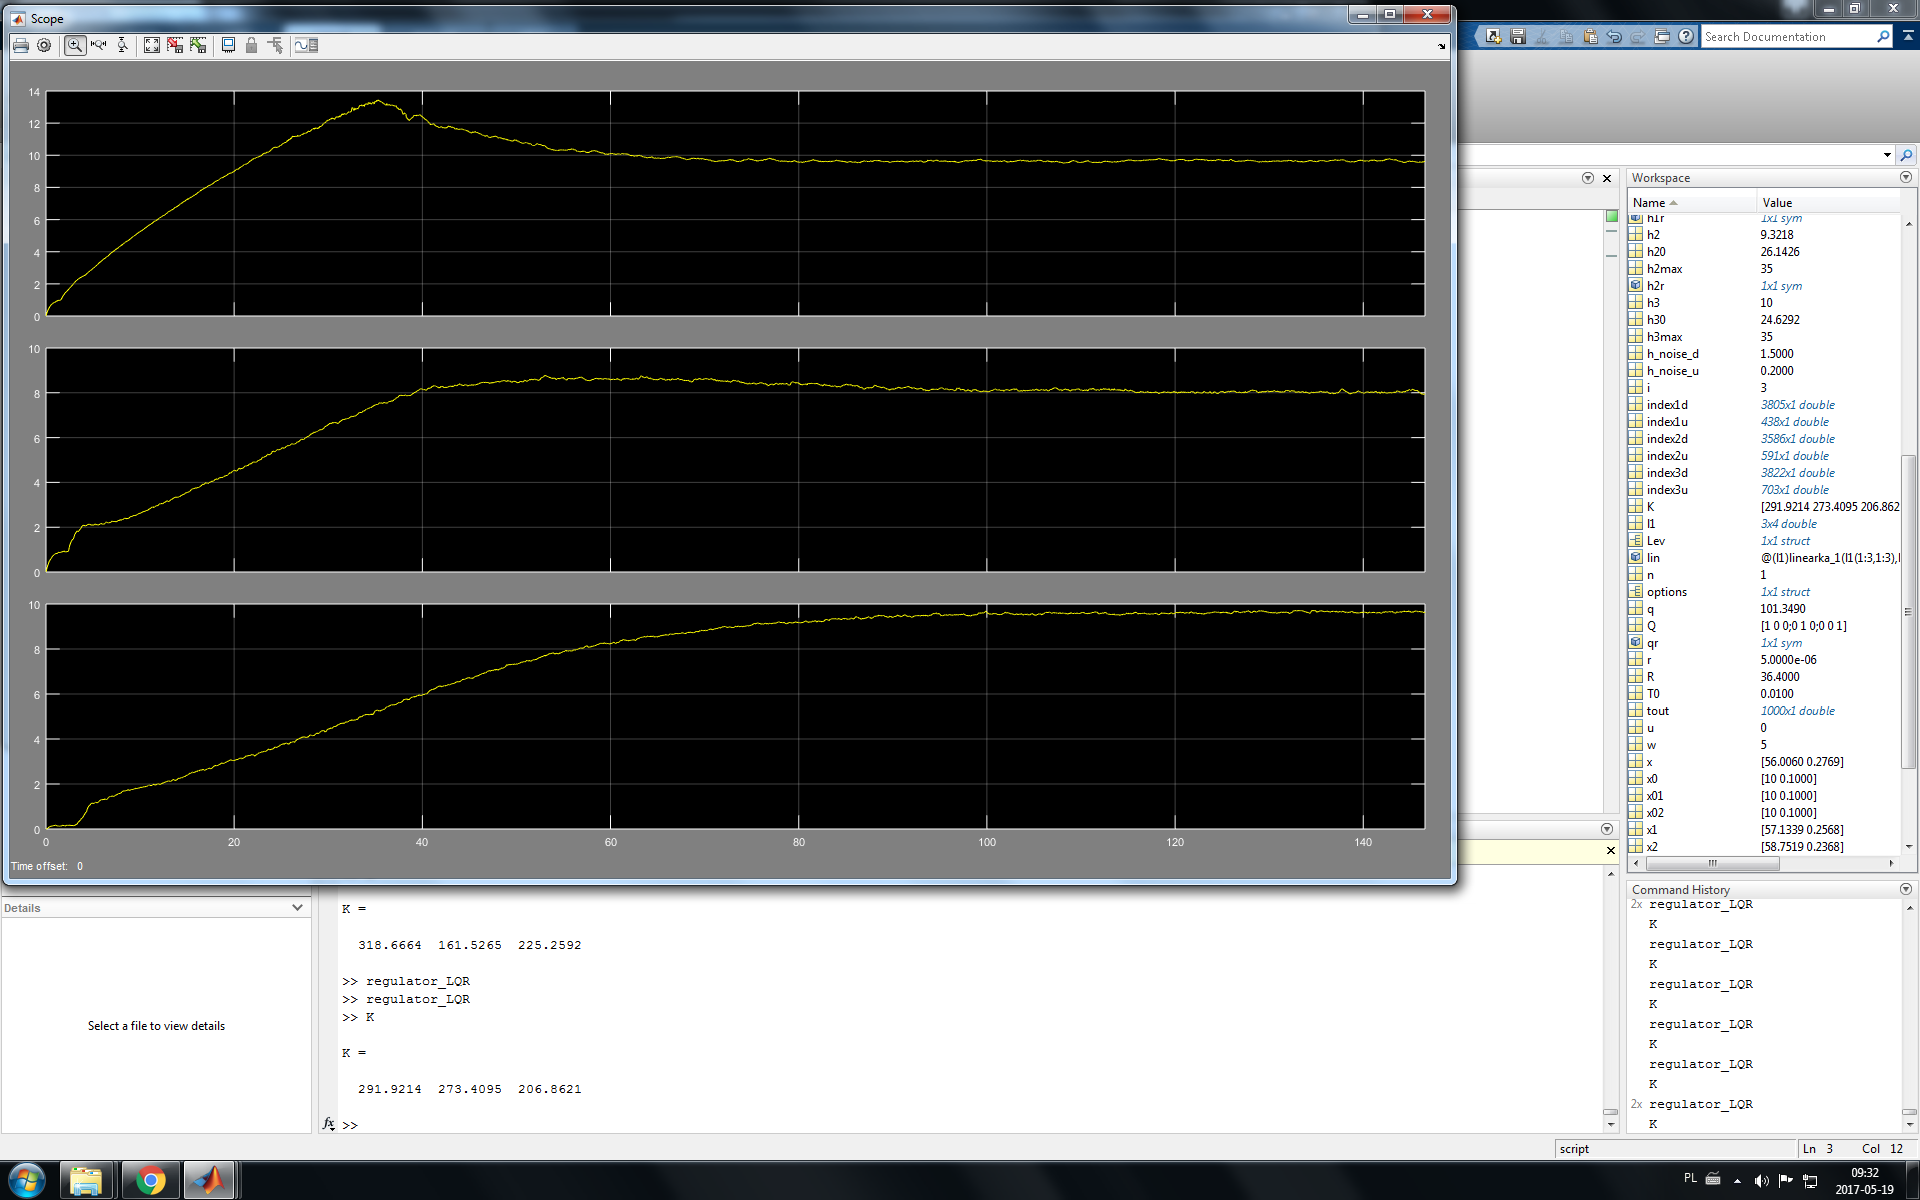 Scope
Search Documentation
14
12
10
8
6
4
2
0
10
8
6
4
2
0
10
8
6
4
2
0
0 20 40 60 80 100 120 140
Time offset: 0
Workspace
Name Value
h1r 1x1 sym
h2 9.3218
h20 26.1426
h2max 35
h2r 1x1 sym
h3 10
h30 24.6292
h3max 35
h_noise_d 1.5000
h_noise_u 0.2000
i 3
index1d 3805x1 double
index1u 438x1 double
index2d 3586x1 double
index2u 591x1 double
index3d 3822x1 double
index3u 703x1 double
K [291.9214 273.4095 206.862
l1 3x4 double
Lev 1x1 struct
lin @(l1)linearka_1(l1(1:3,1:3),l
n 1
options 1x1 struct
q 101.3490
Q [1 0 0;0 1 0;0 0 1]
qr 1x1 sym
r 5.0000e-06
R 36.4000
T0 0.0100
tout 1000x1 double
u 0
w 5
x [56.0060 0.2769]
x0 [10 0.1000]
x01 [10 0.1000]
x02 [10 0.1000]
x1 [57.1339 0.2568]
x2 [58.7519 0.2368]
Details
Select a file to view details
K =
318.6664 161.5265 225.2592
>> regulator_LQR
>> regulator_LQR
>> K
K =
291.9214 273.4095 206.8621
fx >>
Command History
2x regulator_LQR
K
regulator_LQR
K
regulator_LQR
K
regulator_LQR
K
regulator_LQR
K
2x regulator_LQR
K
script Ln 3 Col 12
PL
09:32
2017-05-19